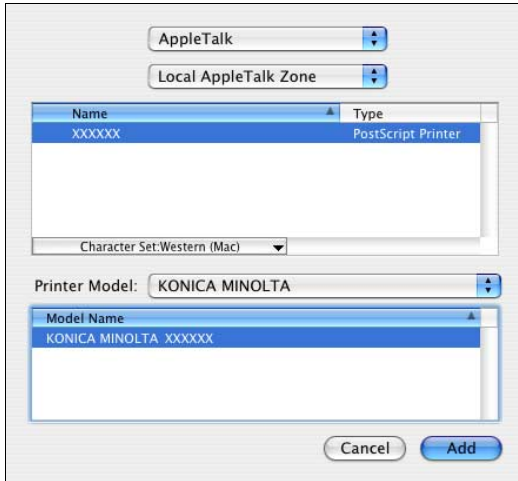 AppleTalk
Local AppleTalk Zone
Name Type
XXXXXX PostScript Printer
Character Set:Western (Mac)
Printer Model: KONICA MINOLTA
Model Name
KONICA MINOLTA XXXXXX
Cancel Add